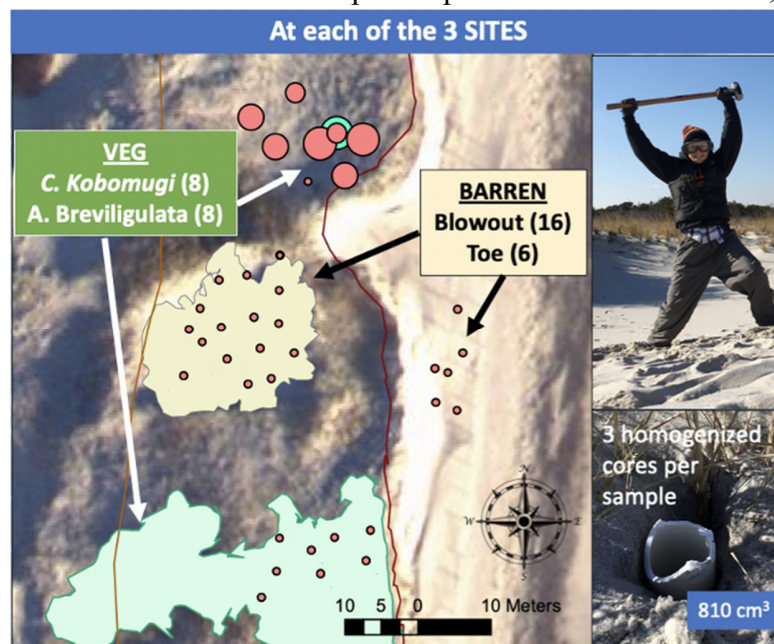 At each of the 3 SITES
VEG
C. Kobomugi (8)
A. Breviligulata (8)
BARREN
Blowout (16)
Toe (6)
3 homogenized
cores per
sample
N
W
E
S
10 5 0 10 Meters
810 cm³